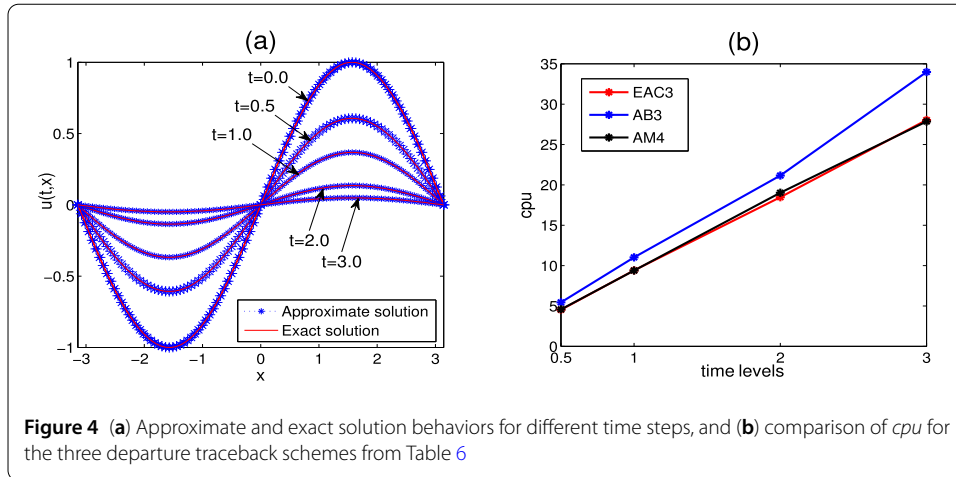 (a)
1
0.5
0
−0.5
−1
u(t,x)
t=0.0
t=0.5
t=1.0
t=2.0
t=3.0
Approximate solution
Exact solution
−3 −2 −1 0 1 2 3
x
(b)
35
30
25
20
15
10
5
0
cpu
EAC3
AB3
AM4
0.5 1 2 3
time levels
Figure 4 (a) Approximate and exact solution behaviors for different time steps, and (b) comparison of cpu for
the three departure traceback schemes from Table 6